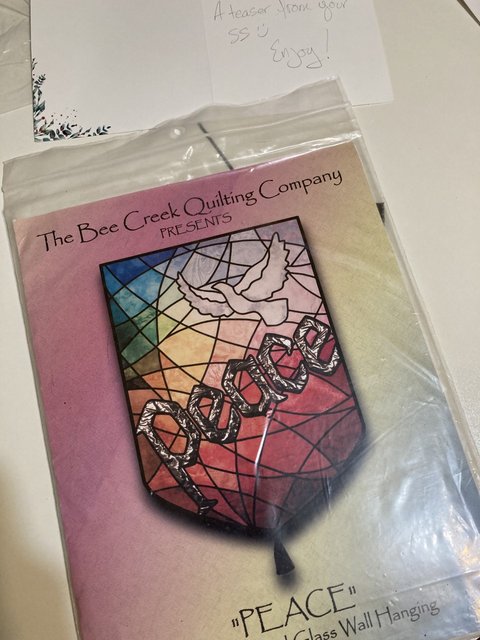 A teaser from your
SS ☺
Enjoy!
The Bee Creek Quilting Company
PRESENTS
peace
"PEACE"
Glass Wall Hanging